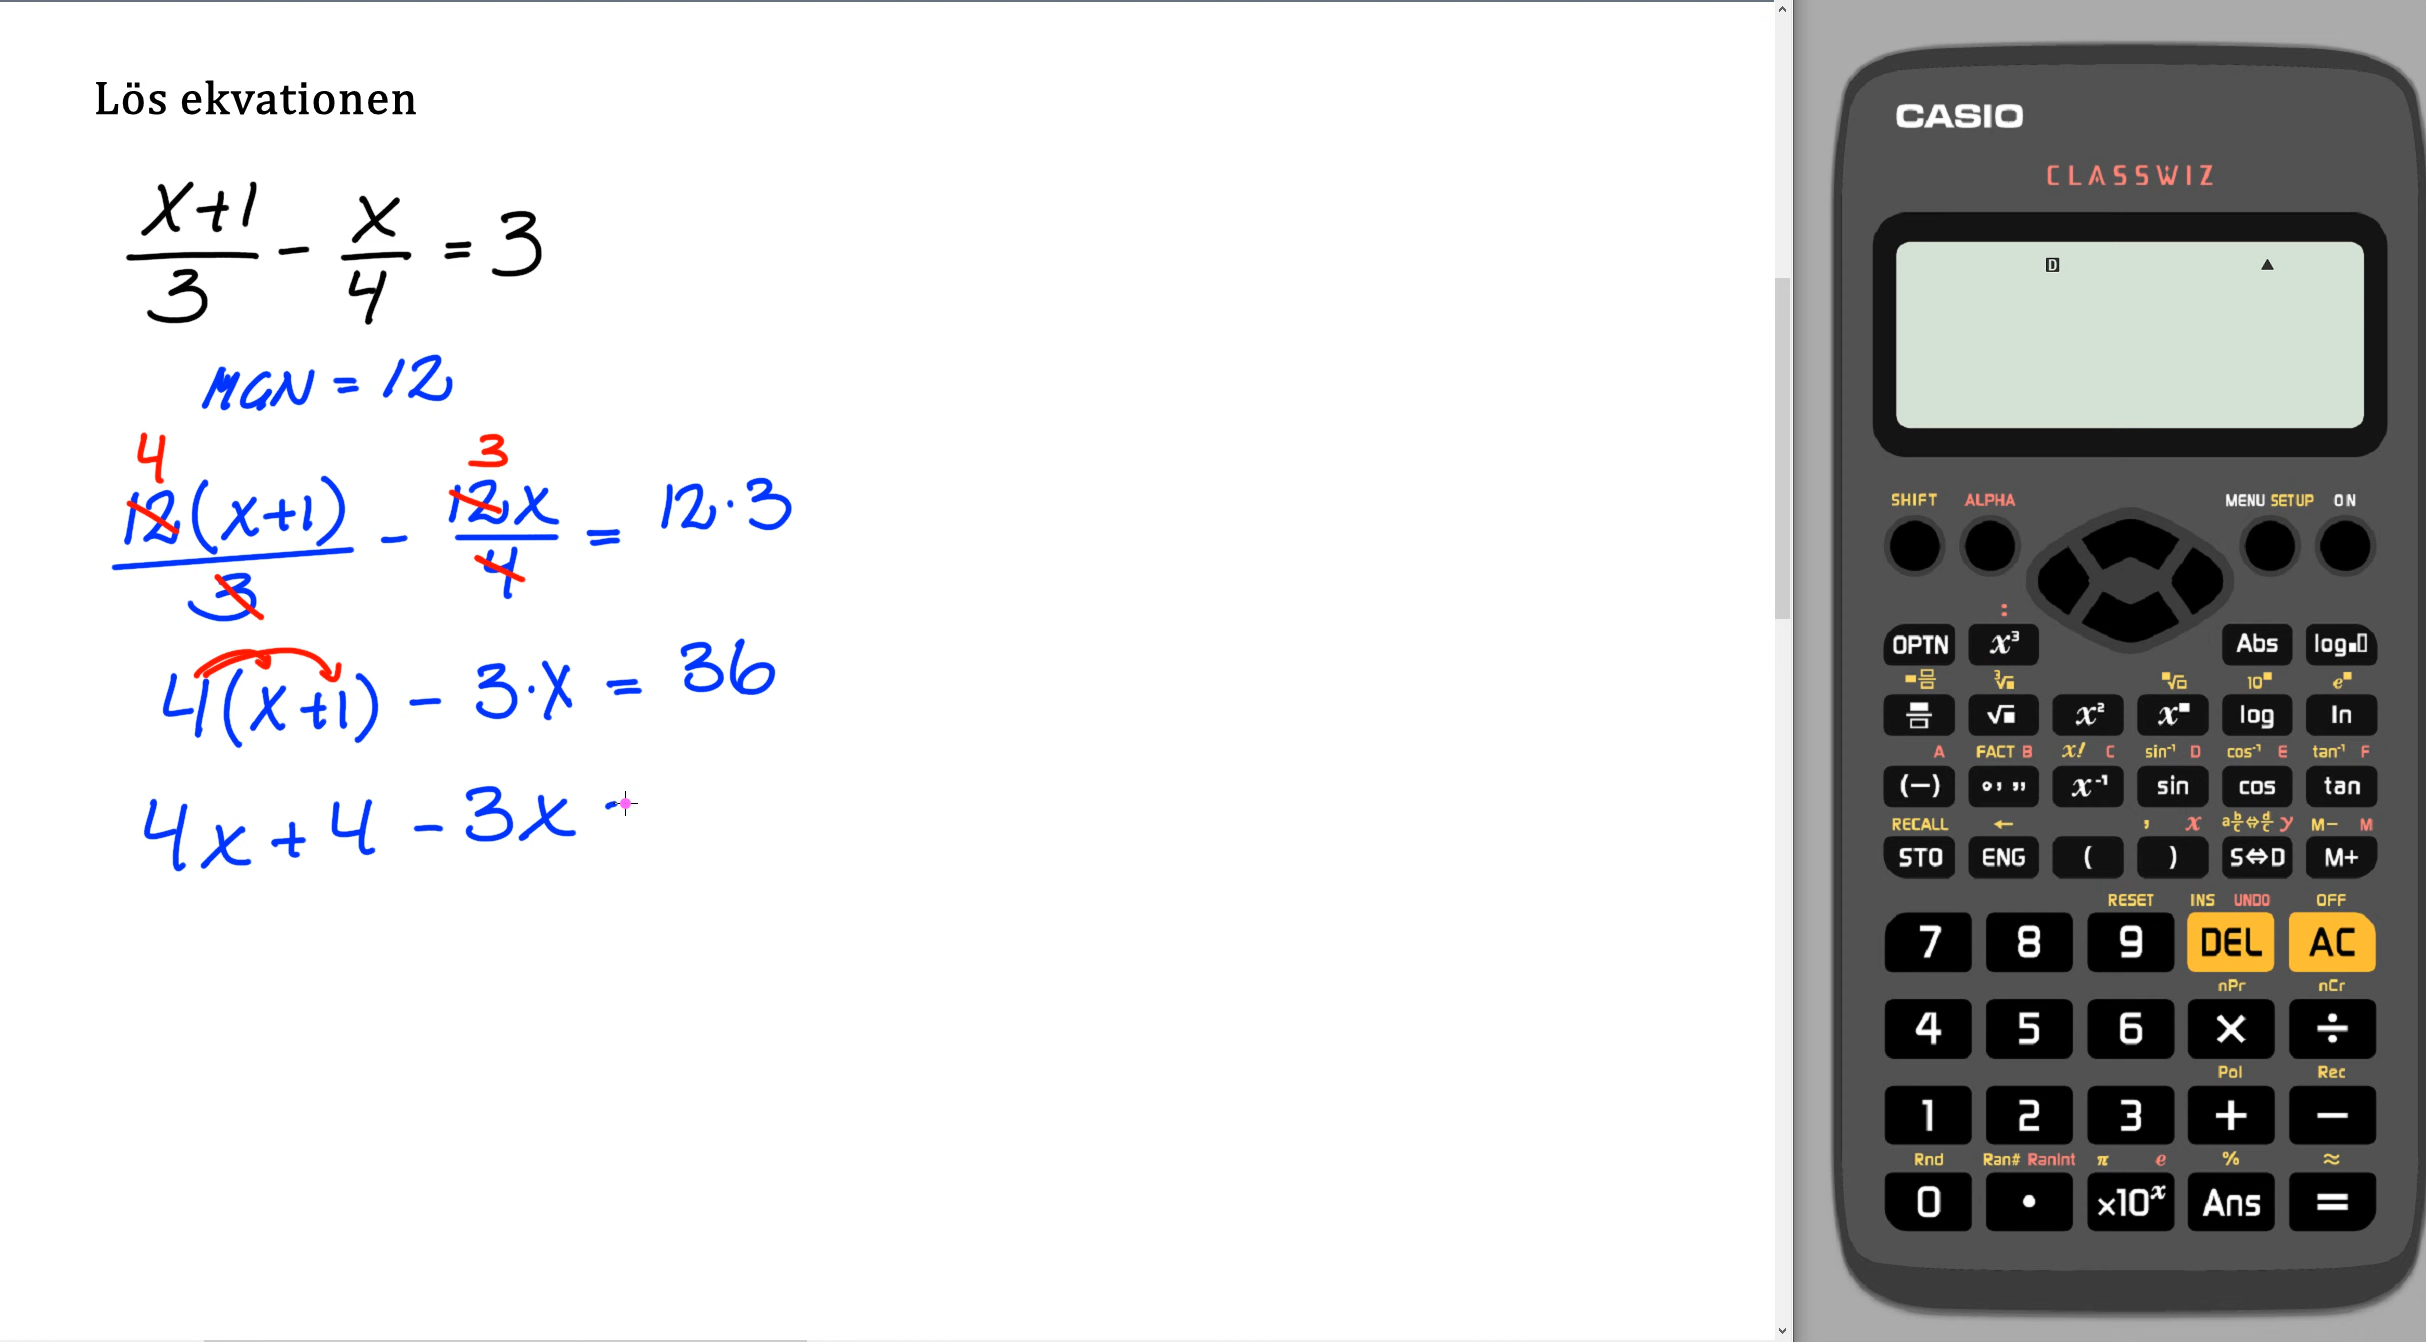 Lös ekvationen
x+1/3 - x/4 = 3
MGN = 12
4 3
12(x+1)/3 - 12x/4 = 12·3
4(x+1) - 3·x = 36
4x + 4 - 3x -
CASIO
CLASSWIZ
D ▲
SHIFT ALPHA MENU SETUP ON
:
OPTN x³ Abs log▪▯
▪▯/▯ ³√▯ ▪√▯ 10▪ e▪
▪/▯ √▪ x² x▪ log ln
A FACT B x! C sin⁻¹ D cos⁻¹ E tan⁻¹ F
(−) ° ’ ” x⁻¹ sin cos tan
RECALL ← , x a b/c⇔d/c y M− M
STO ENG ( ) S⇔D M+
RESET INS UNDO OFF
7 8 9 DEL AC
nPr nCr
4 5 6 × ÷
Pol Rec
1 2 3 + −
Rnd Ran# RanInt π e % ≈
0 • ×10ˣ Ans =